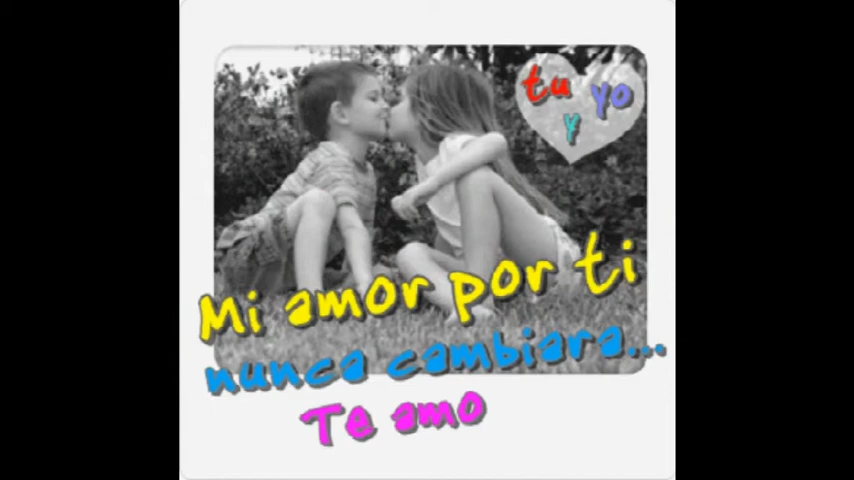 tu
y
yo
Mi amor por ti
nunca cambiara...
Te amo